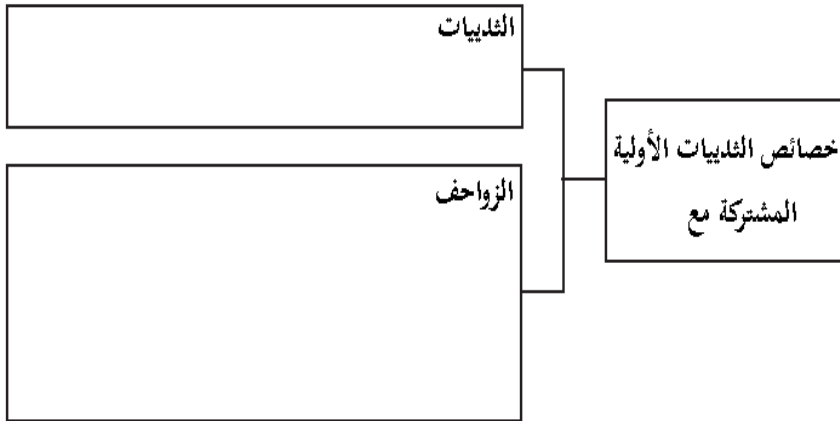 خصائص الثدييات الأولية
المشتركة مع
الثدييات
الزواحف